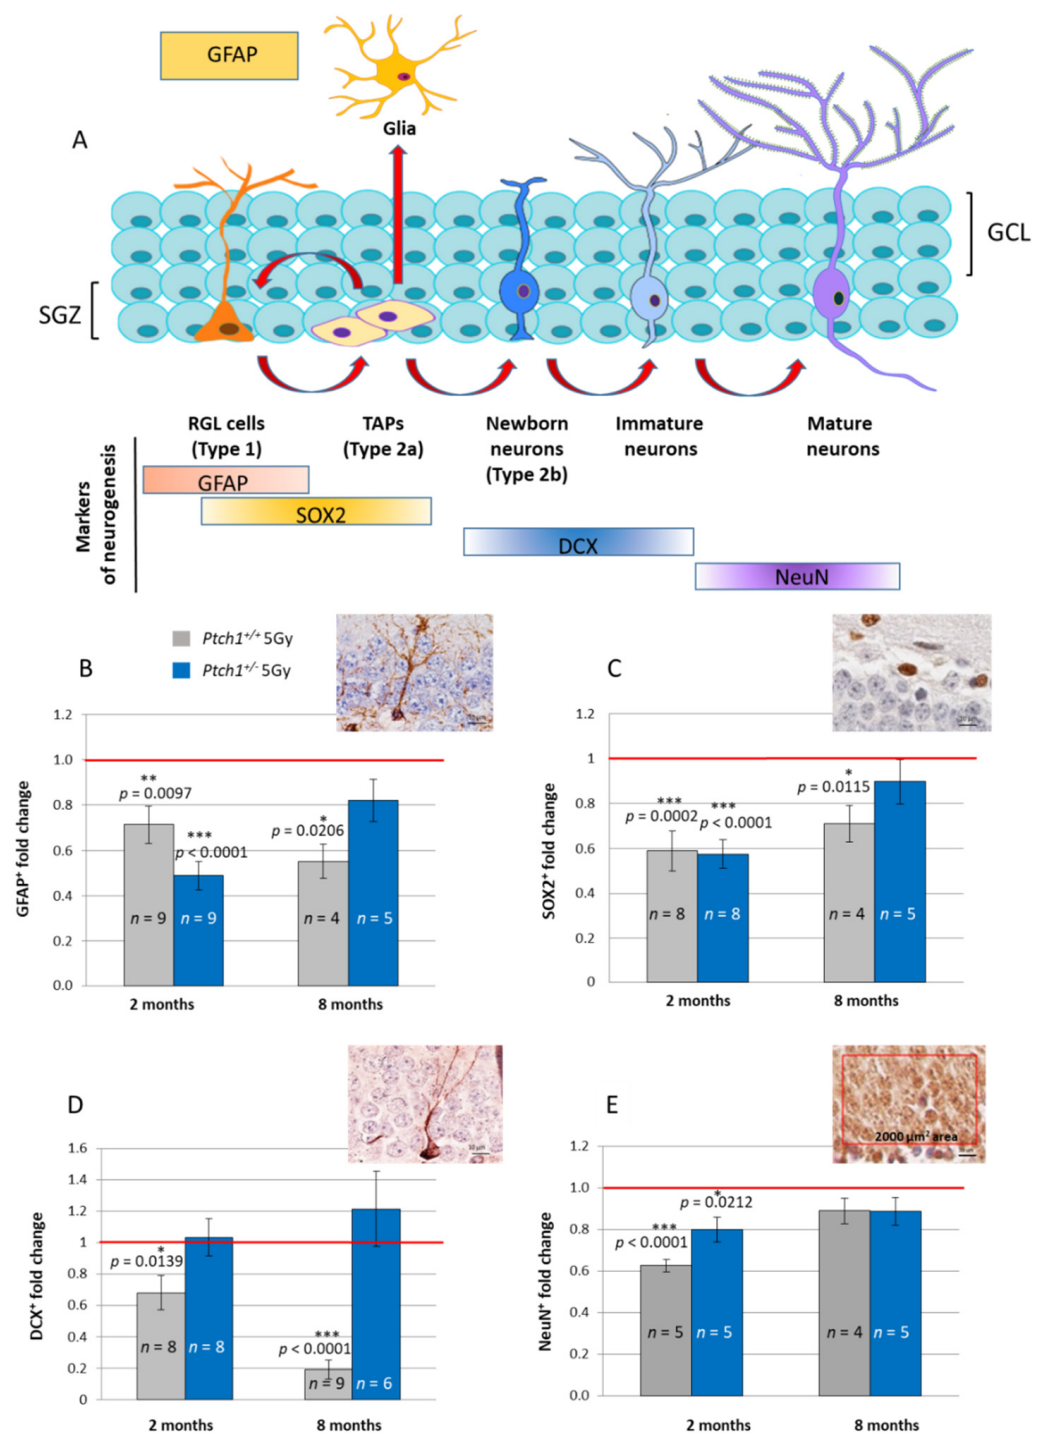 GFAP
Glia
A
GCL
SGZ
RGL cells
(Type 1)
TAPs
(Type 2a)
Newborn
neurons
(Type 2b)
Immature
neurons
Mature
neurons
Markers
of neurogenesis
GFAP
SOX2
DCX
NeuN
Ptch1+/+ 5Gy
Ptch1+/- 5Gy
B
GFAP+ fold change
1.2
1.0
0.8
0.6
0.4
0.2
0.0
**
p = 0.0097
***
p < 0.0001
*
p = 0.0206
n = 9
n = 9
n = 4
n = 5
2 months
8 months
C
SOX2+ fold change
1.2
1
0.8
0.6
0.4
0.2
0
***
p = 0.0002
***
p < 0.0001
*
p = 0.0115
n = 8
n = 8
n = 4
n = 5
2 months
8 months
D
DCX+ fold change
1.6
1.4
1.2
1
0.8
0.6
0.4
0.2
0
*
p = 0.0139
***
p < 0.0001
n = 8
n = 8
n = 9
n = 6
2 months
8 months
E
2000 µm² area
NeuN+ fold change
1.2
1.0
0.8
0.6
0.4
0.2
0.0
***
p < 0.0001
*
p = 0.0212
n = 5
n = 5
n = 4
n = 5
2 months
8 months